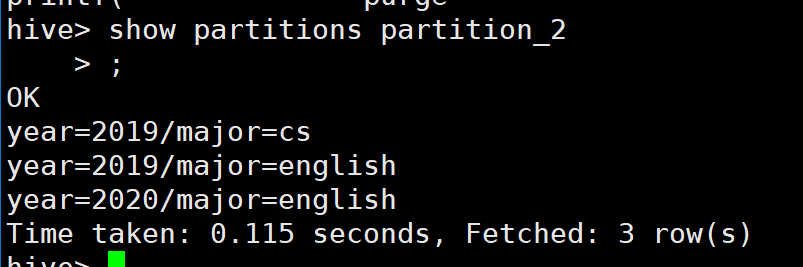 printf(                    purge
hive> show partitions partition_2
    > ;
OK
year=2019/major=cs
year=2019/major=english
year=2020/major=english
Time taken: 0.115 seconds, Fetched: 3 row(s)
hive>